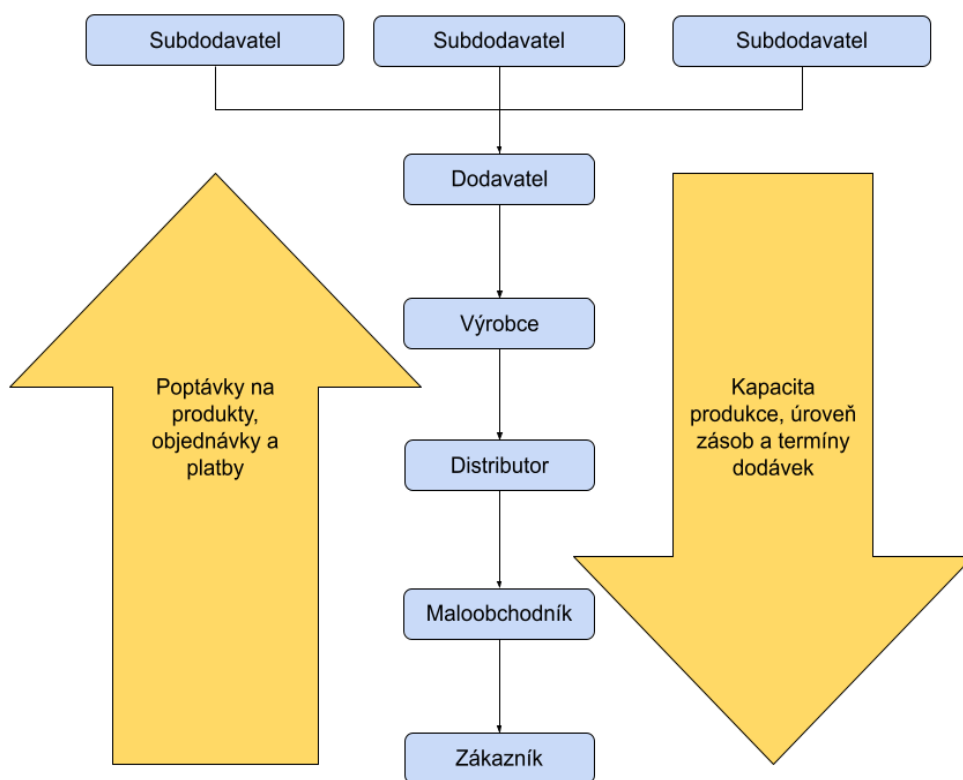 Subdodavatel
Subdodavatel
Subdodavatel
Dodavatel
Výrobce
Poptávky na
produkty,
objednávky a
platby
Kapacita
produkce, úroveň
zásob a termíny
dodávek
Distributor
Maloobchodník
Zákazník